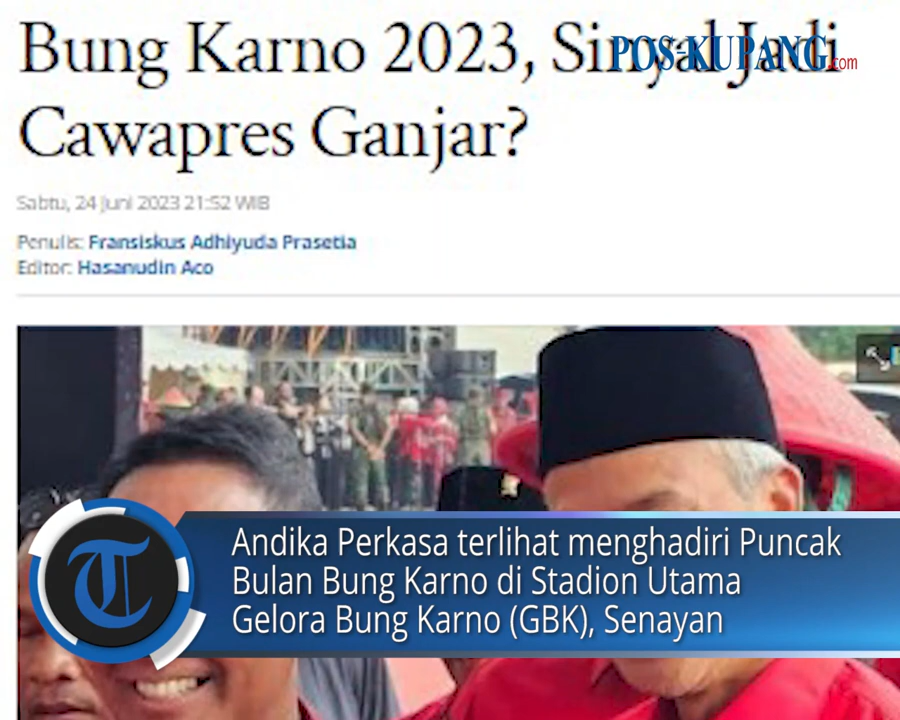 Bung Karno 2023, Sinyal Jadi
POS-KUPANG.com
Cawapres Ganjar?
Sabtu, 24 Juni 2023 21:52 WIB
Penulis: Fransiskus Adhiyuda Prasetia
Editor: Hasanudin Aco
Andika Perkasa terlihat menghadiri Puncak
Bulan Bung Karno di Stadion Utama
Gelora Bung Karno (GBK), Senayan
T